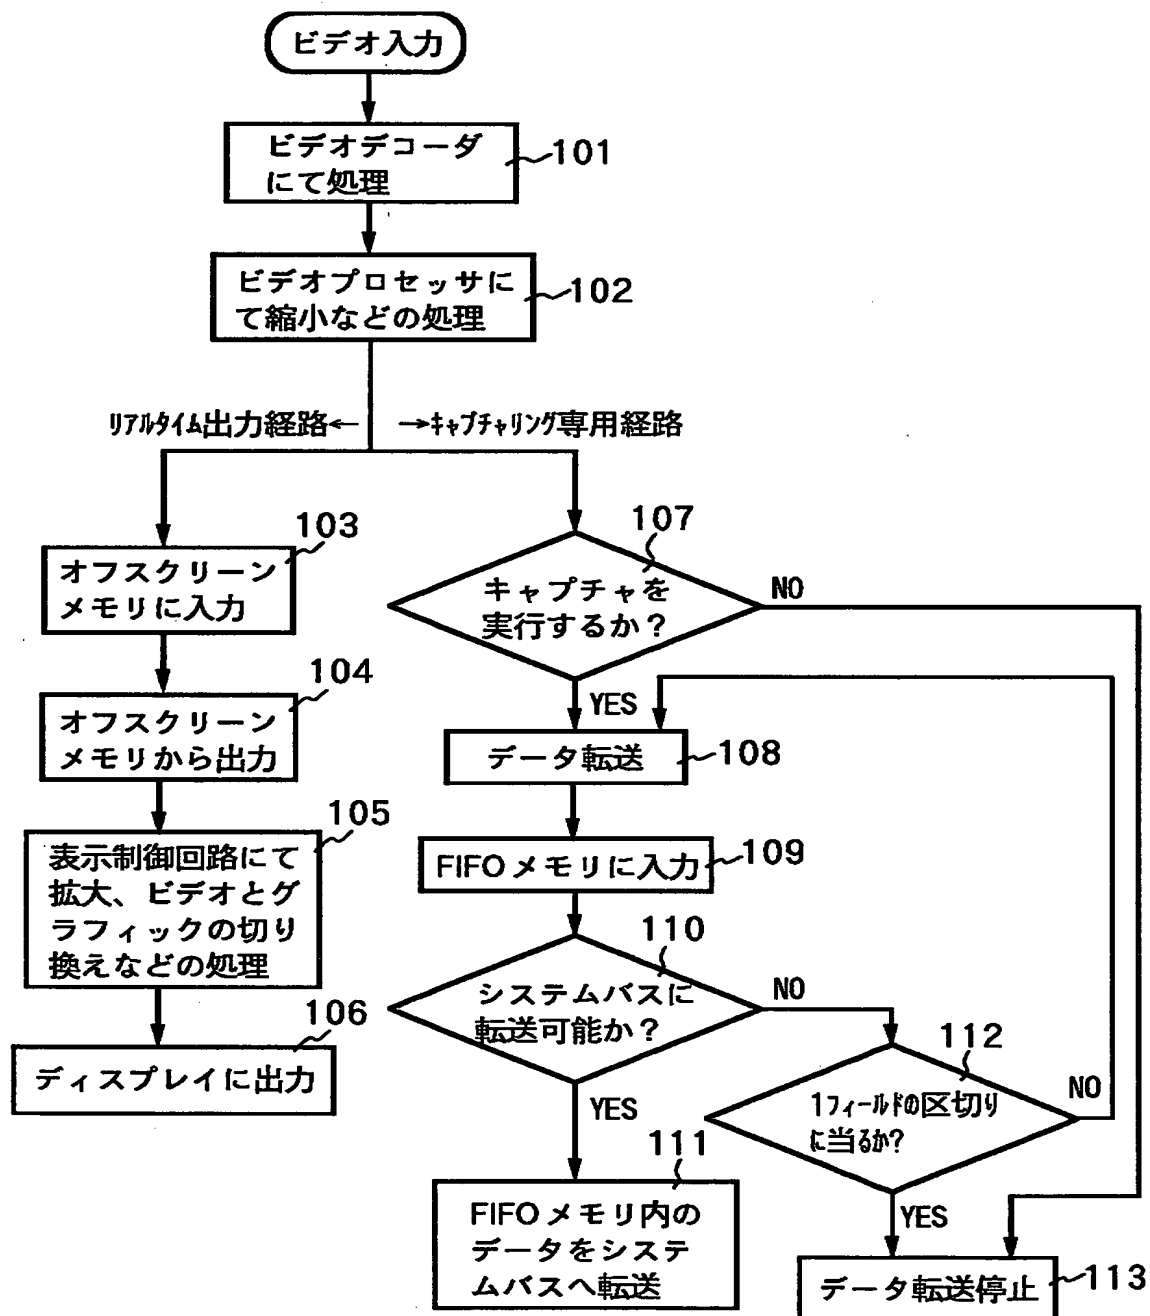 ビデオ入力
ビデオデコーダ
にて処理
101
ビデオプロセッサに
て縮小などの処理
102
リアルタイム出力経路← →キャプチャリング専用経路
103
オフスクリーン
メモリに入力
104
オフスクリーン
メモリから出力
105
表示制御回路にて
拡大、ビデオとグ
ラフィックの切り
換えなどの処理
106
ディスプレイに出力
107
キャプチャを
実行するか?
NO
YES
データ転送
108
FIFOメモリに入力
109
110
システムバスに
転送可能か?
NO
YES
111
FIFOメモリ内の
データをシステ
ムバスへ転送
112
1フィールドの区切り
に当るか?
NO
YES
データ転送停止
113